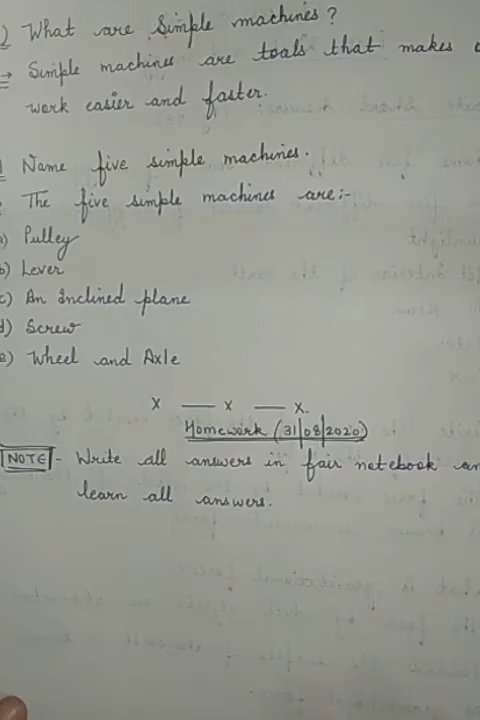 ) What are Simple machines?
→ Simple machines are toals that makes
work easier and faster.
Name five simple machines.
The five simple machines are:-
a) Pulley
b) Lever
c) An Inclined plane
d) Screw
e) Wheel and Axle
x — x — x.
Homework (31/08/2020)
NOTE - Write all answers in fair notebook an
learn all answers.